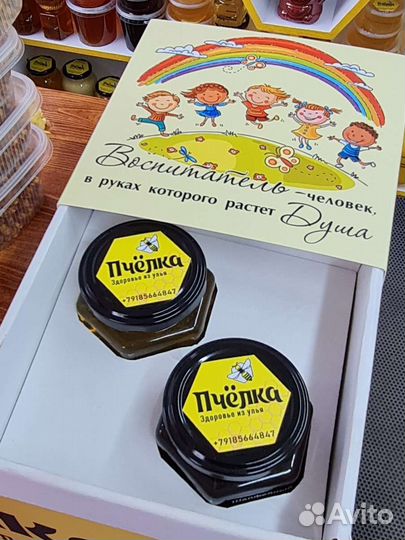 Воспитатель - человек,
в руках которого растет Душа
Пчёлка
Здоровье из улья
+79185664847
Пчёлка
Здоровье из улья
+79185664847
Avito